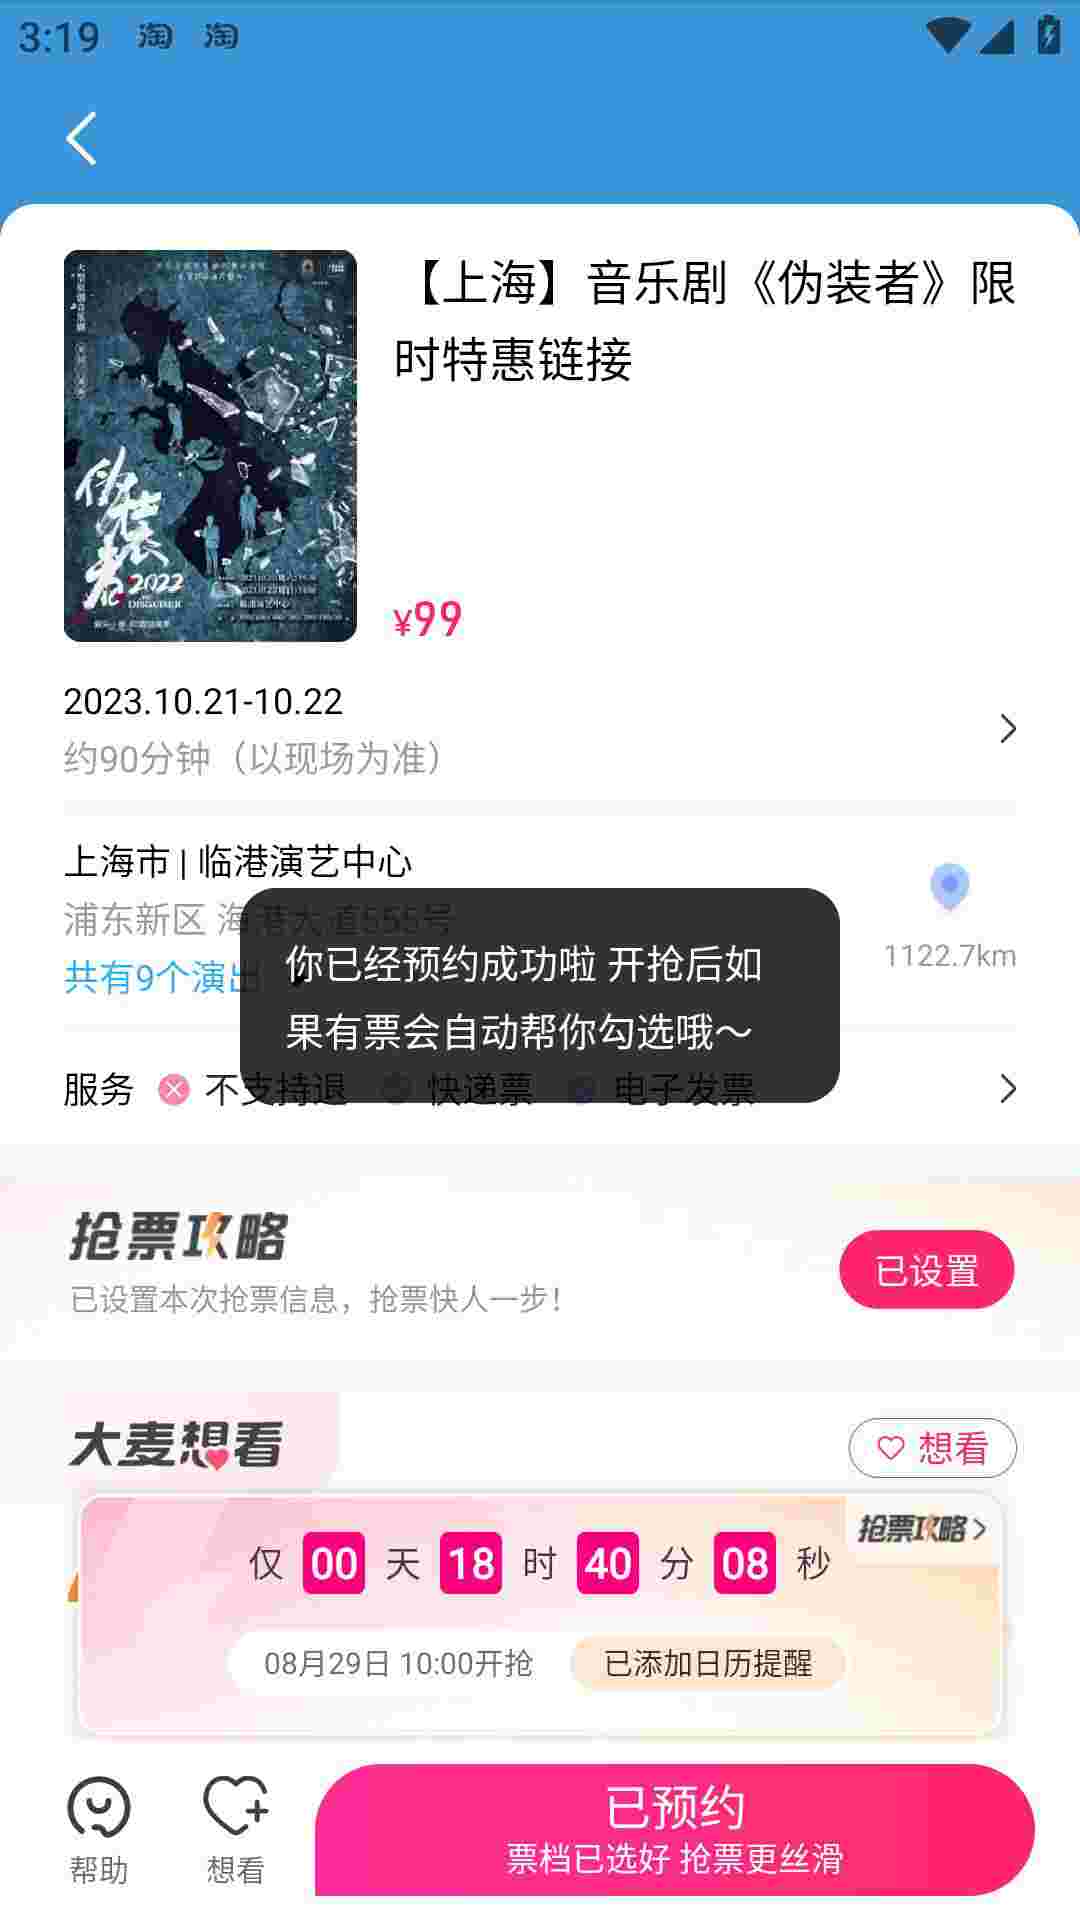 3:19 淘 淘
【上海】音乐剧《伪装者》限
时特惠链接
伪装者
2022
DISGUISER
¥99
2023.10.21-10.22
约90分钟（以现场为准）
上海市 | 临港演艺中心
浦东新区 海港大道555号
1122.7km
共有9个演出
你已经预约成功啦 开抢后如
果有票会自动帮你勾选哦～
服务 不支持退 快递票 电子发票
抢票攻略
已设置本次抢票信息，抢票快人一步！
已设置
大麦想看
想看
抢票攻略
仅 00 天 18 时 40 分 08 秒
08月29日 10:00开抢
已添加日历提醒
帮助
想看
已预约
票档已选好 抢票更丝滑